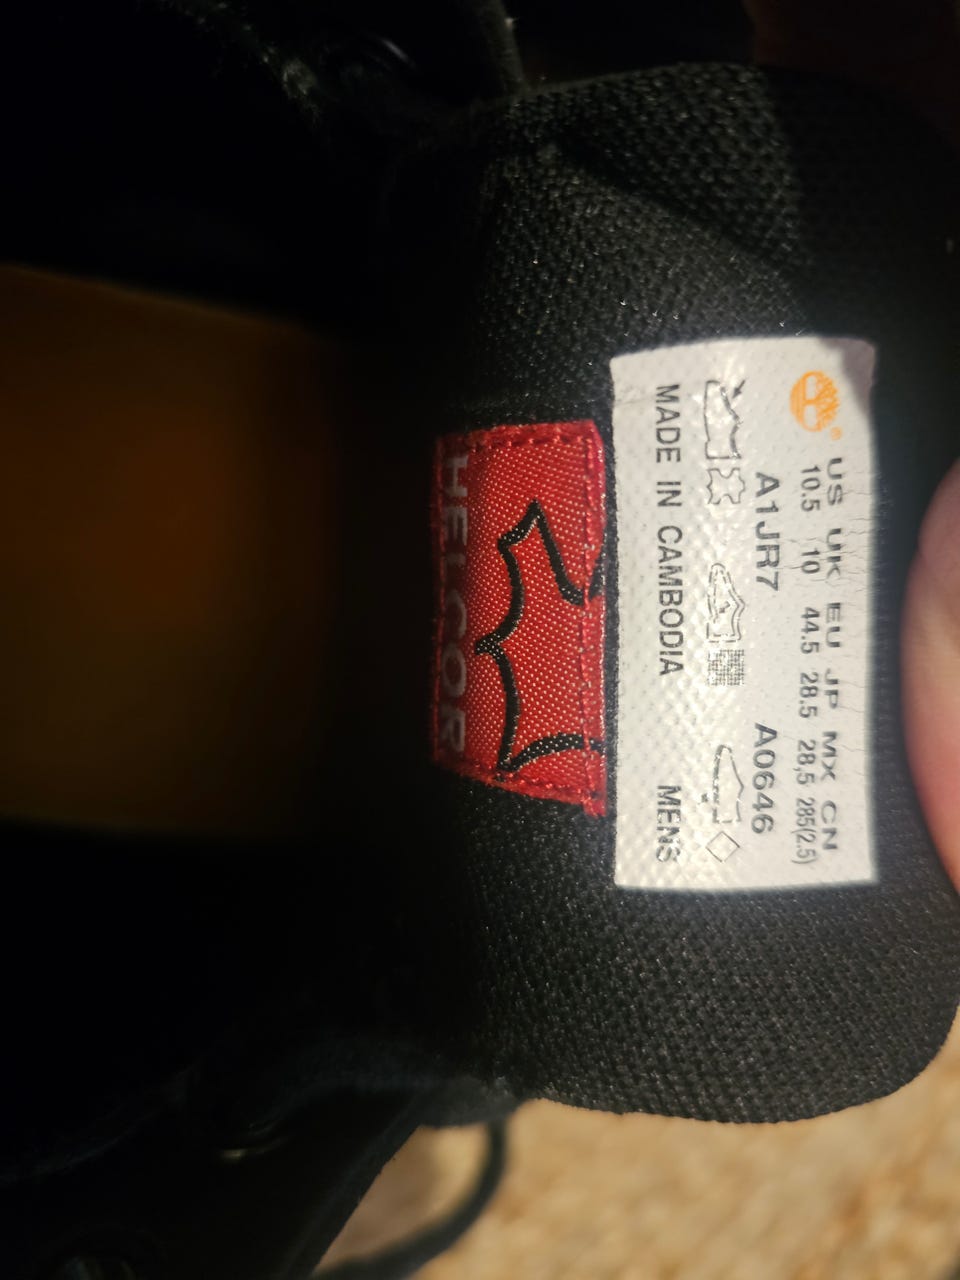 US UK EU JP MX CN
10.5 10 44.5 28.5 28,5 285(2.5)
A1JR7 A0646
MADE IN CAMBODIA MENS
HELCOR